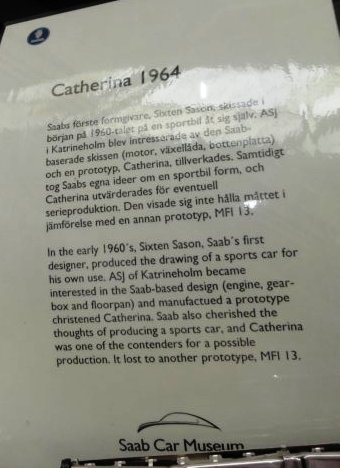 Catherina 1964
Saabs förste formgivare, Sixten Sason, skissade i
början på 1960-talet på en sportbil åt sig själv. ASJ
i Katrineholm blev intresserade av den Saab-
baserade skissen (motor, växellåda, bottenplatta)
och en prototyp, Catherina, tillverkades. Samtidigt
tog Saabs egna ideer om en sportbil form, och
Catherina utvärderades för eventuell
serieproduktion. Den visade sig inte hålla måttet i
jämförelse med en annan prototyp, MFI 13.
In the early 1960´s, Sixten Sason, Saab´s first
designer, produced the drawing of a sports car for
his own use. ASJ of Katrineholm became
interested in the Saab-based design (engine, gear-
box and floorpan) and manufactued a prototype
christened Catherina. Saab also cherished the
thoughts of producing a sports car, and Catherina
was one of the contenders for a possible
production. It lost to another prototype, MFI 13.
Saab Car Museum